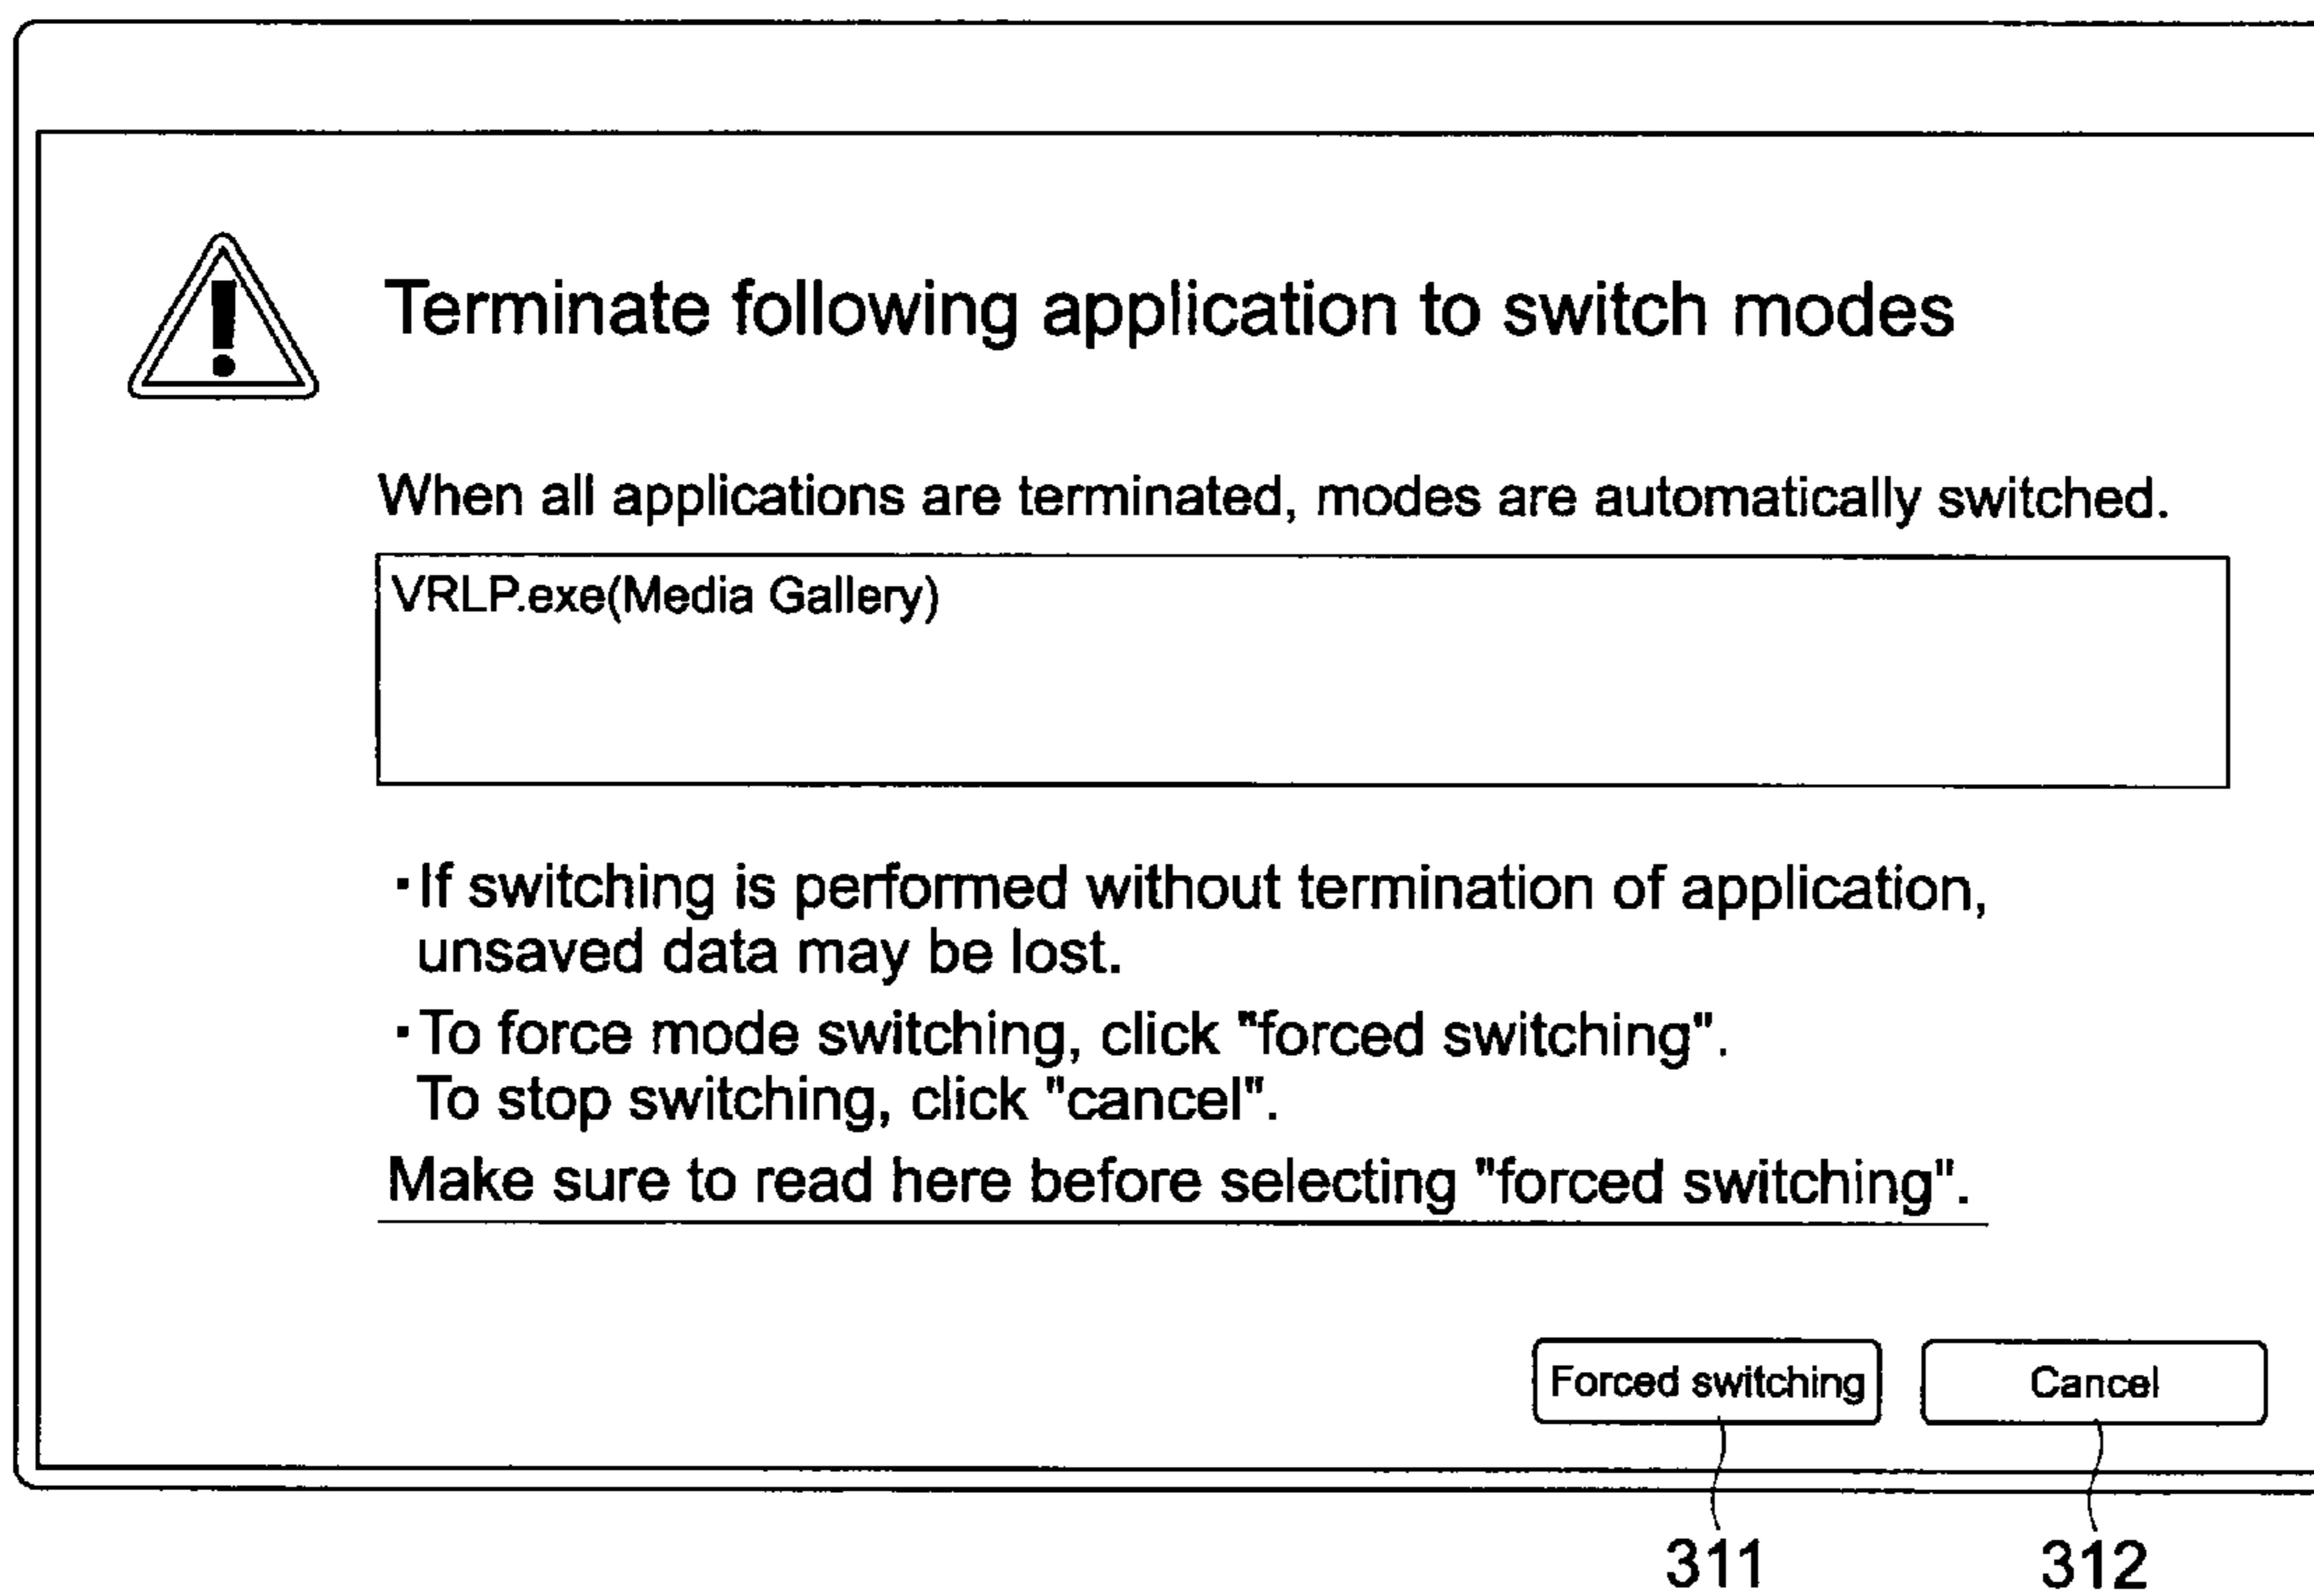 Terminate following application to switch modes
When all applications are terminated, modes are automatically switched.
VRLP.exe(Media Gallery)
・If switching is performed without termination of application,
unsaved data may be lost.
・To force mode switching, click "forced switching".
To stop switching, click "cancel".
Make sure to read here before selecting "forced switching".
Forced switching Cancel
311 312